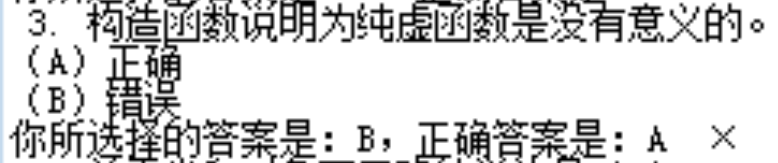 3. 构造函数说明为纯虚函数是没有意义的。
(A) 正确
(B) 错误
你所选择的答案是: B, 正确答案是: A ×